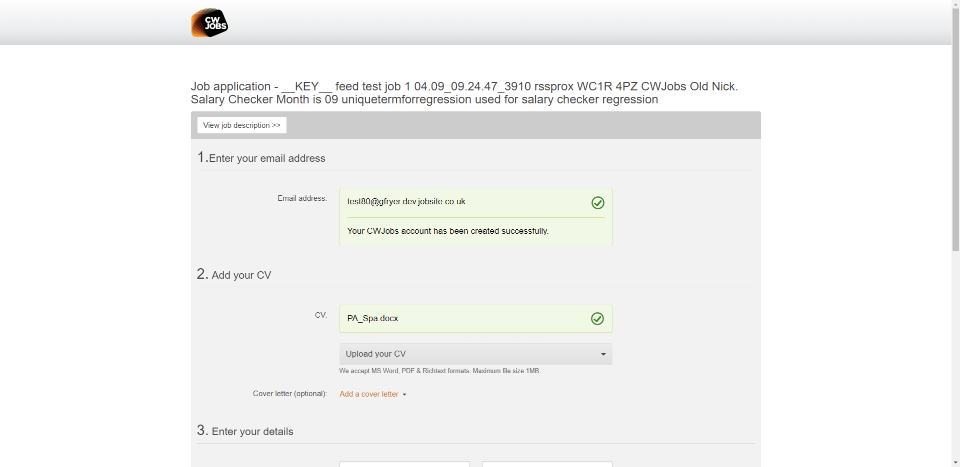 CW
JOBS
Job application - __KEY__ feed test job 1 04.09_09.24.47_3910 rssprox WC1R 4PZ CWJobs Old Nick.
Salary Checker Month is 09 uniquetermforregression used for salary checker regression
View job description >>
1.Enter your email address
Email address:
test80@gfryer.dev.jobsite.co.uk
Your CWJobs account has been created successfully.
2. Add your CV
CV:
PA_Spa.docx
Upload your CV
We accept MS Word, PDF & Richtext formats. Maximum file size 1MB.
Cover letter (optional): Add a cover letter
3. Enter your details